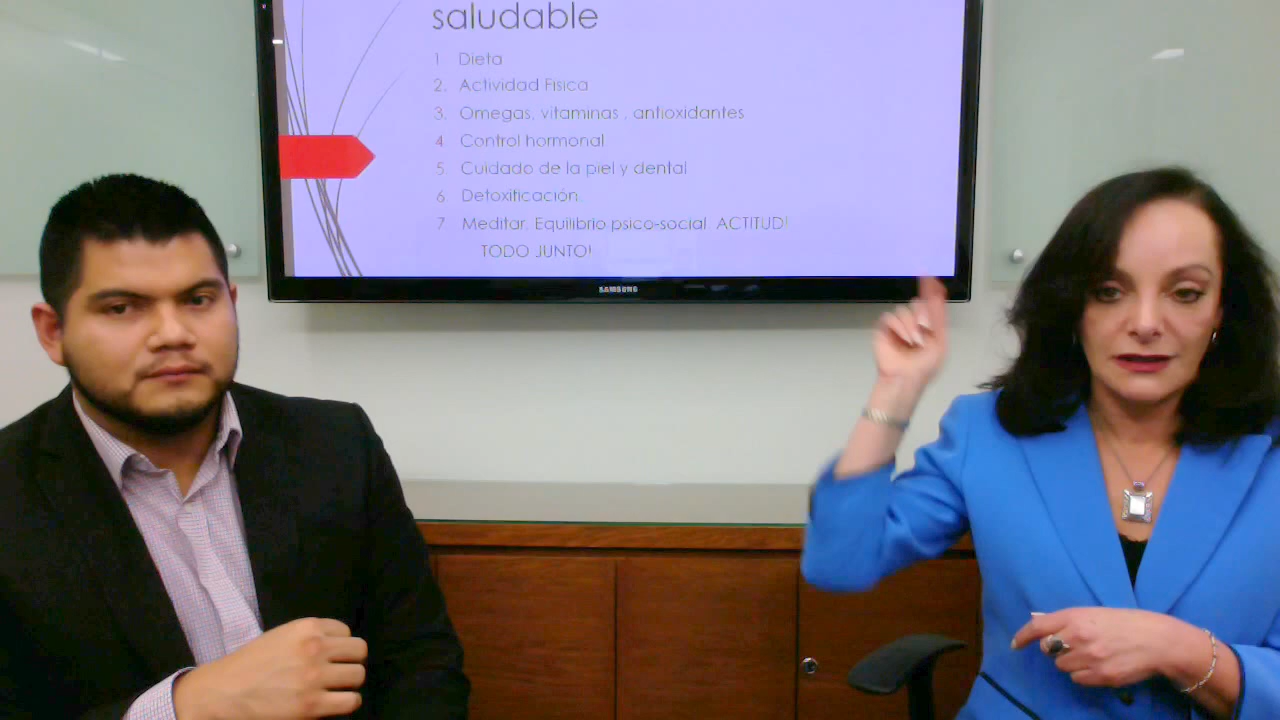 saludable
1 Dieta
2. Actividad Fisica
3. Omegas, vitaminas , antioxidantes
4 Control hormonal
5. Cuidado de la piel y dental
6. Detoxificación.
7 Meditar. Equilibrio psico-social. ACTITUD!
TODO JUNTO!
SAMSUNG